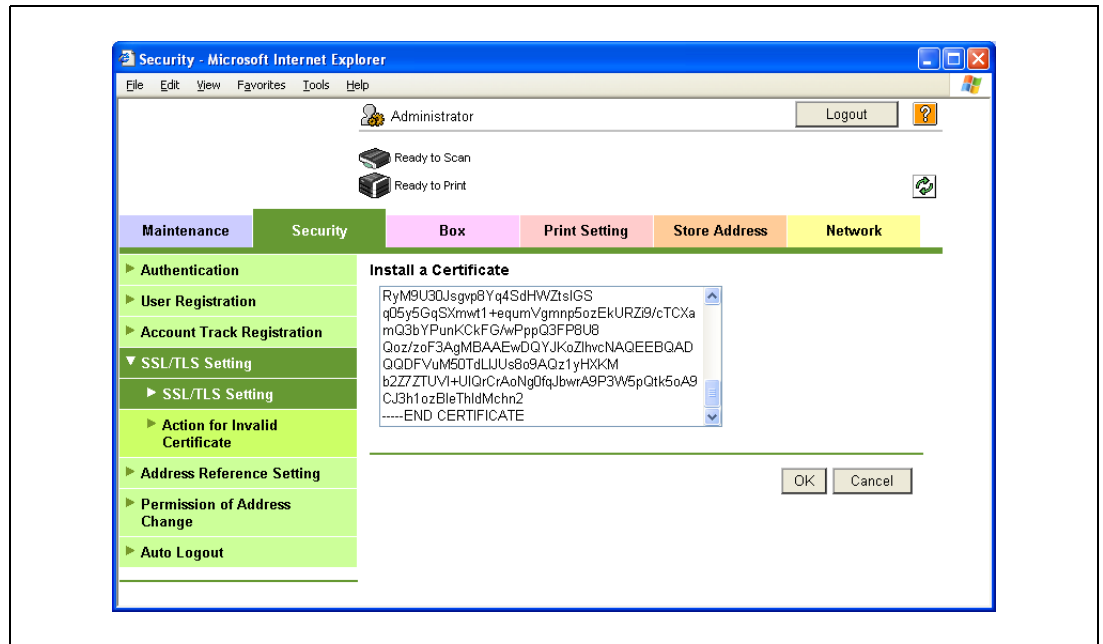 Security - Microsoft Internet Explorer
File Edit View Favorites Tools Help
Administrator
Logout
?
Ready to Scan
Ready to Print
Maintenance Security Box Print Setting Store Address Network
Authentication
User Registration
Account Track Registration
SSL/TLS Setting
SSL/TLS Setting
Action for Invalid
Certificate
Address Reference Setting
Permission of Address
Change
Auto Logout
Install a Certificate
RyM9U30Jsgvp8Yq4SdHWZtsIGS
q05y5GqSXmwt1+equmVgmnp5ozEkURZi9/cTCXa
mQ3bYPunKCkFG/wPppQ3FP8U8
Qoz/zoF3AgMBAAEwDQYJKoZIhvcNAQEEBQAD
QQDFVuM50TdLlJUs8o9AQz1yHXKM
b2Z7ZTUVI+UIQrCrAoNg0fqJbwrA9P3W5pQtk5oA9
CJ3h1ozBleThIdMchn2
-----END CERTIFICATE
OK Cancel